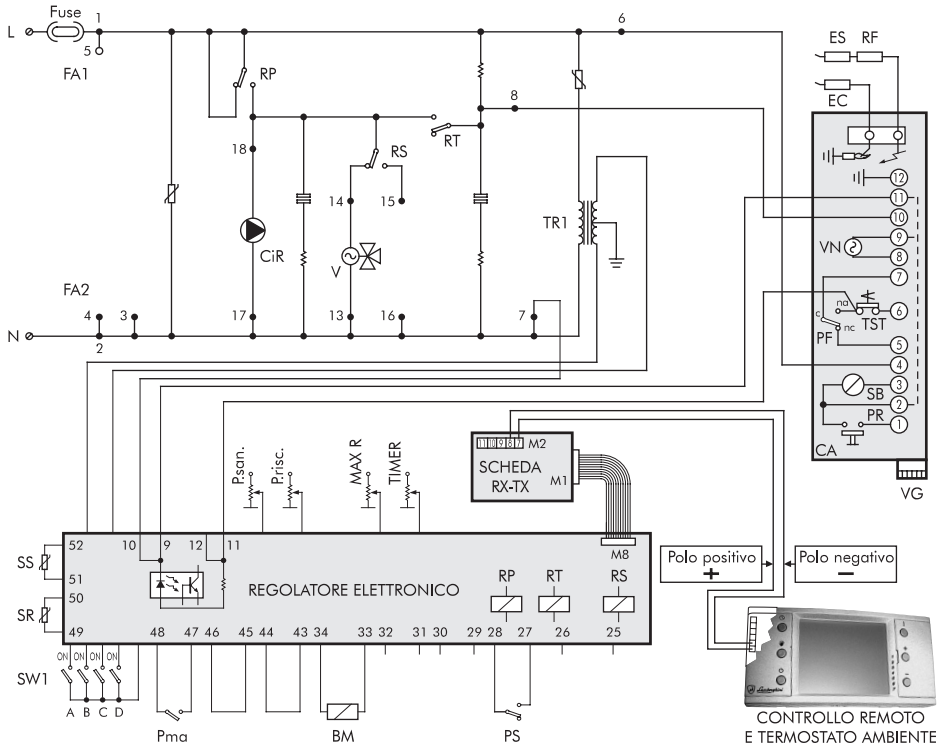 Fuse
L
1
5
FA1
RP
6
8
RT
RS
18
14
15
CiR
V
TR1
FA2
4
3
17
13
16
7
N
2
ES
RF
EC
12
11
10
VN
9
8
7
na
c
TST
6
PF
nc
5
4
SB
3
2
PR
1
CA
VG
P.san.
P.risc.
MAX R
TIMER
11 10 9 8 7
M2
SCHEDA
RX-TX
M1
M8
Polo positivo
+
Polo negativo
−
52
10
9
12
11
SS
51
50
SR
49
REGOLATORE ELETTRONICO
RP
RT
RS
48
47
46
45
44
43
34
33
32
31
30
29
28
27
26
25
ON
ON
ON
ON
SW1
A
B
C
D
Pma
BM
PS
Lamborghini
CONTROLLO REMOTO
E TERMOSTATO AMBIENTE